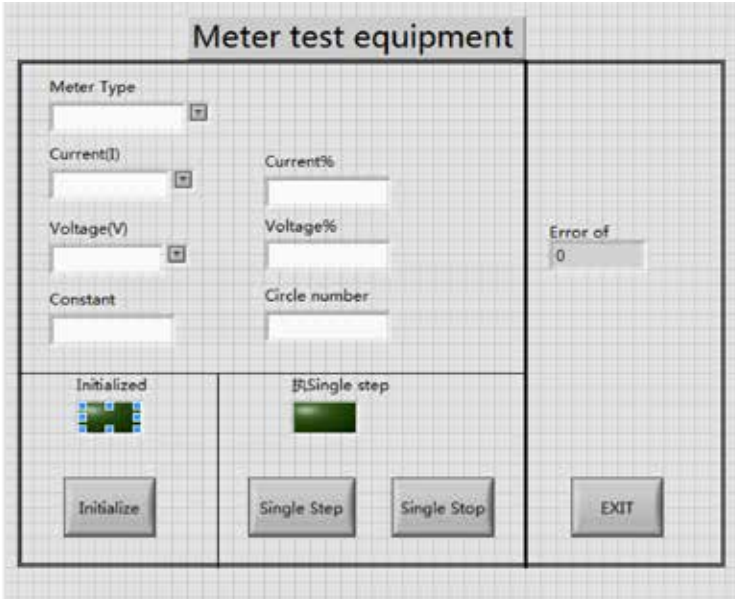 Meter test equipment
Meter Type
Current(I)
Current%
Voltage(V)
Voltage%
Error of
0
Constant
Circle number
Initialized
执Single step
Initialize
Single Step
Single Stop
EXIT